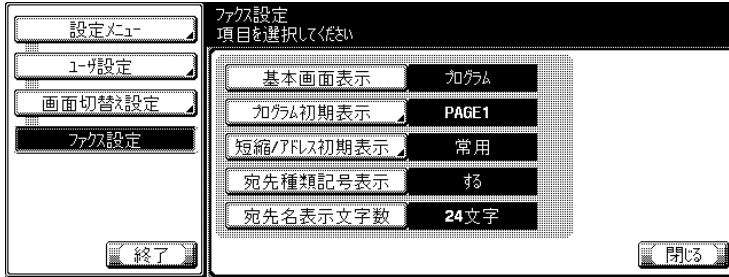 設定メニュー
ユーザ設定
画面切替え設定
ファクス設定
終了
ファクス設定
項目を選択してください
基本画面表示 プログラム
プログラム初期表示 PAGE1
短縮/アドレス初期表示 常用
宛先種類記号表示 する
宛先名表示文字数 24文字
閉じる